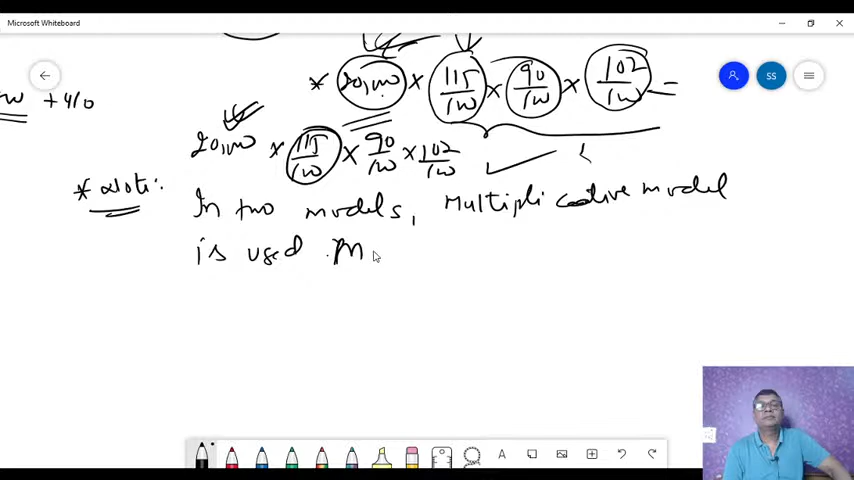 Microsoft Whiteboard
SS
* 20,000 × 115/100 × 90/100 × 102/100 =
+4%
20,000 × 115/100 × 90/100 × 102/100
* Note:
In two models, Multiplicative model
is used . M
A